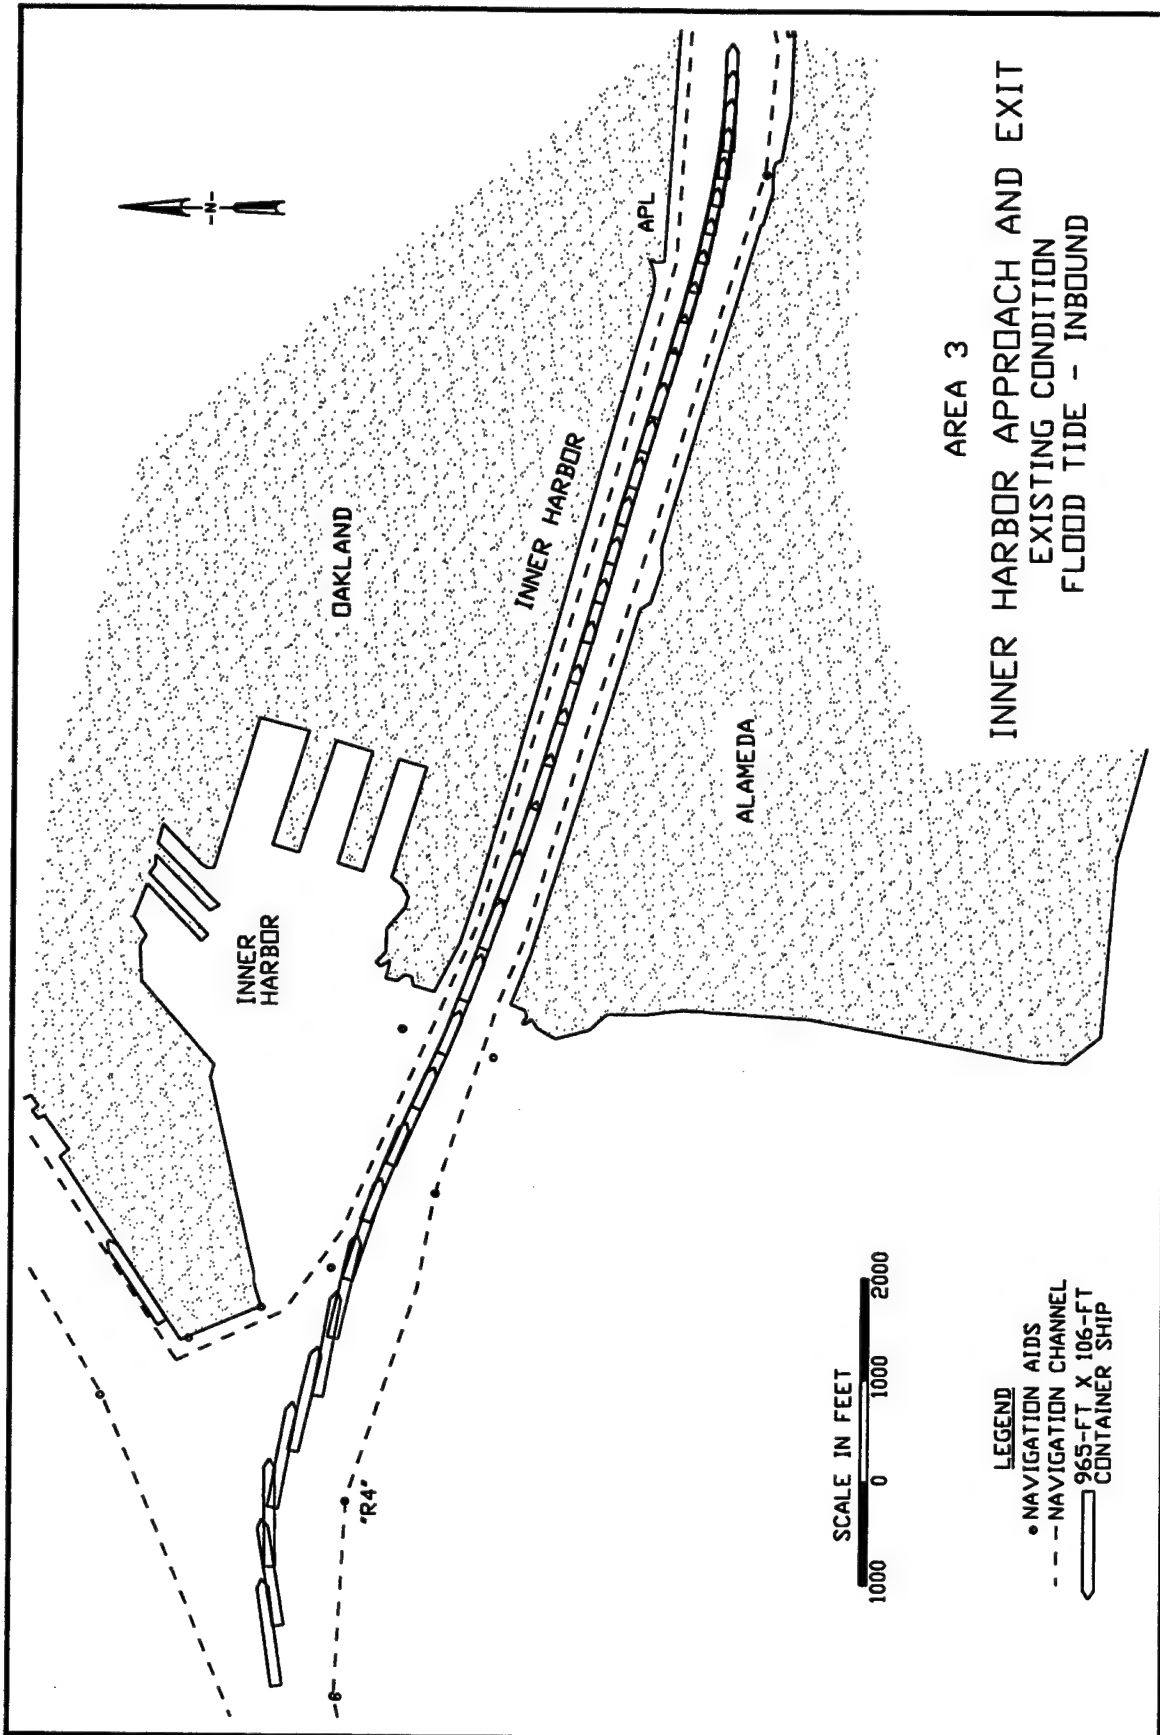 -N-
APL
OAKLAND
INNER HARBOR
INNER
HARBOR
ALAMEDA
"R4"
6
AREA 3
INNER HARBOR APPROACH AND EXIT
EXISTING CONDITION
FLOOD TIDE - INBOUND
SCALE IN FEET
1000 0 1000 2000
LEGEND
NAVIGATION AIDS
NAVIGATION CHANNEL
965-FT X 106-FT
CONTAINER SHIP